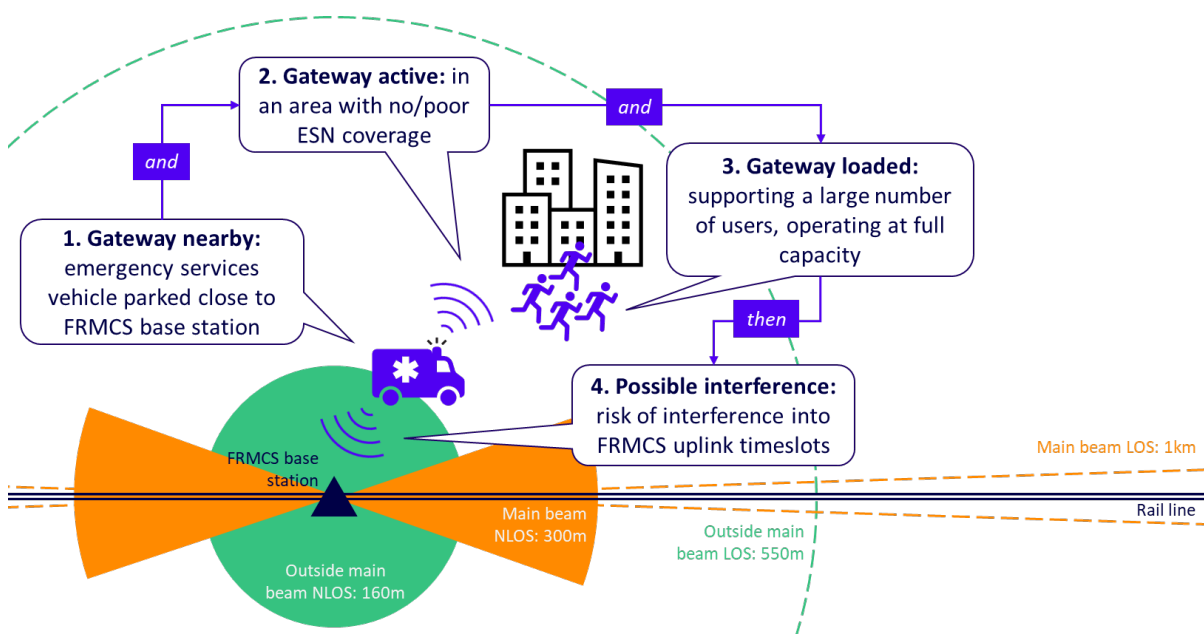 2. Gateway active: in
an area with no/poor
ESN coverage
and
and
3. Gateway loaded:
supporting a large number
of users, operating at full
capacity
1. Gateway nearby:
emergency services
vehicle parked close to
FRMCS base station
then
4. Possible interference:
risk of interference into
FRMCS uplink timeslots
FRMCS base
station
Main beam LOS: 1km
Rail line
Main beam
NLOS: 300m
Outside main
beam LOS: 550m
Outside main
beam NLOS: 160m